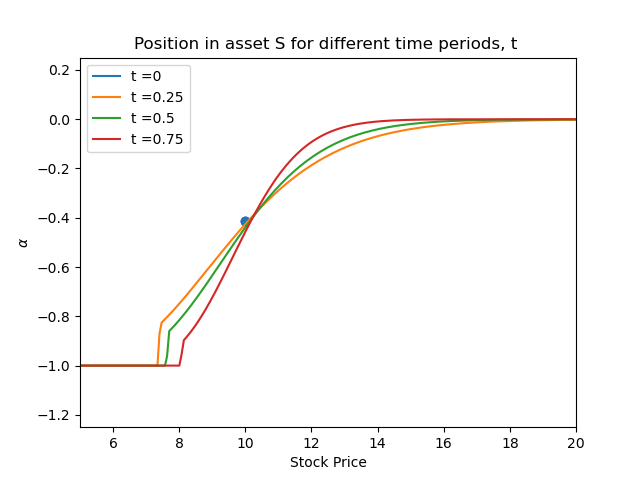 Position in asset S for different time periods, t
t =0
t =0.25
t =0.5
t =0.75
0.2
0.0
−0.2
−0.4
−0.6
−0.8
−1.0
−1.2
α
6 8 10 12 14 16 18 20
Stock Price